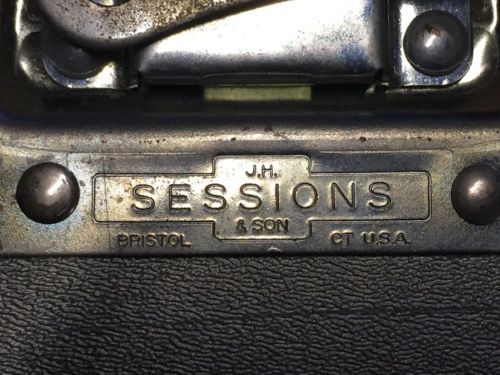 J.H.
SESSIONS
& SON
BRISTOL CT U.S.A.